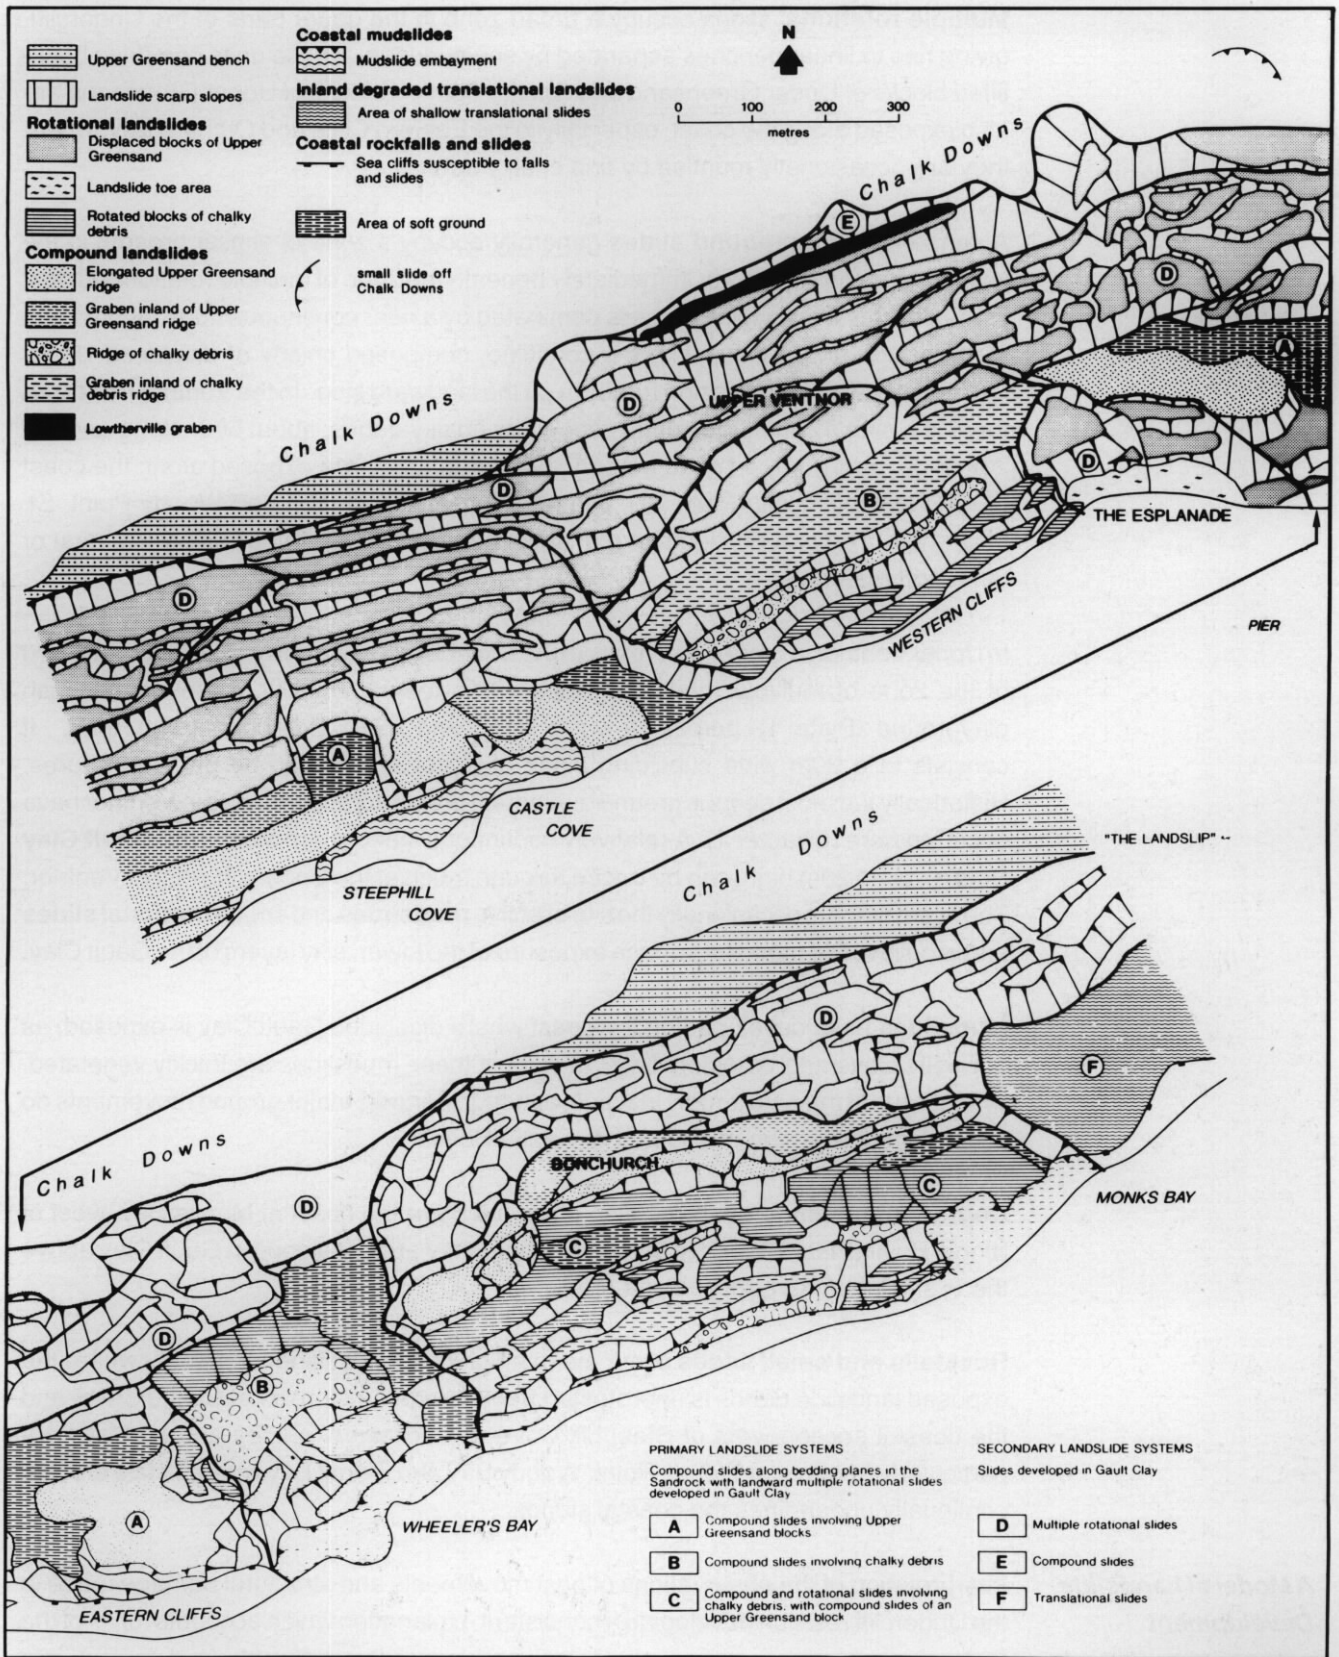 Upper Greensand bench
Landslide scarp slopes
Rotational landslides
Displaced blocks of Upper
Greensand
Landslide toe area
Rotated blocks of chalky
debris
Compound landslides
Elongated Upper Greensand
ridge
Graben inland of Upper
Greensand ridge
Ridge of chalky debris
Graben inland of chalky
debris ridge
Lowtherville graben
Coastal mudslides
Mudslide embayment
Inland degraded translational landslides
Area of shallow translational slides
Coastal rockfalls and slides
Sea cliffs susceptible to falls
and slides
Area of soft ground
small slide off
Chalk Downs
N
0 100 200 300
metres
Chalk Downs
E
D
A
Chalk Downs
D
UPPER VENTNOR
D
D
B
THE ESPLANADE
D
WESTERN CLIFFS
PIER
A
CASTLE
COVE
STEEPHILL
COVE
Chalk Downs
"THE LANDSLIP"
D
F
BONCHURCH
C
MONKS BAY
Chalk Downs
D
C
D
B
A
WHEELER'S BAY
EASTERN CLIFFS
PRIMARY LANDSLIDE SYSTEMS
Compound slides along bedding planes in the
Sandrock with landward multiple rotational slides
developed in Gault Clay
A Compound slides involving Upper
Greensand blocks
B Compound slides involving chalky debris
C Compound and rotational slides involving
chalky debris, with compound slides of an
Upper Greensand block
SECONDARY LANDSLIDE SYSTEMS
Slides developed in Gault Clay
D Multiple rotational slides
E Compound slides
F Translational slides